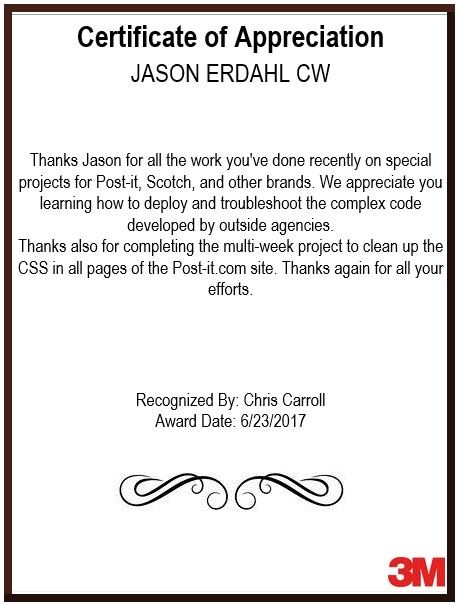 Certificate of Appreciation
JASON ERDAHL CW
Thanks Jason for all the work you've done recently on special
projects for Post-it, Scotch, and other brands. We appreciate you
learning how to deploy and troubleshoot the complex code
developed by outside agencies.
Thanks also for completing the multi-week project to clean up the
CSS in all pages of the Post-it.com site. Thanks again for all your
efforts.
Recognized By: Chris Carroll
Award Date: 6/23/2017
3M